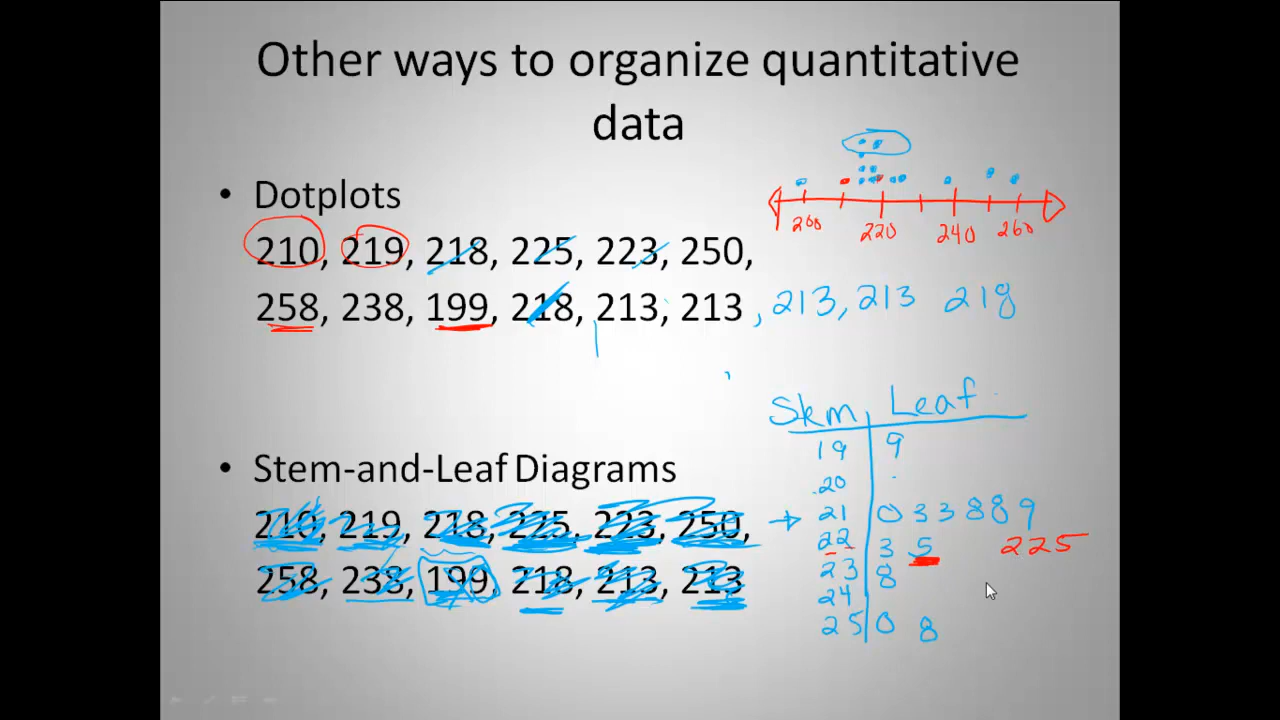 Other ways to organize quantitative
data
• Dotplots
210, 219, 218, 225, 223, 250,
258, 238, 199, 218, 213, 213 , 213, 213 218
200 220 240 260
• Stem-and-Leaf Diagrams
210, 219, 218, 225, 223, 250,
258, 238, 199, 218, 213, 213
Stem Leaf
19 9
20
21 0 3 3 8 8 9
22 3 5 225
23 8
24
25 0 8